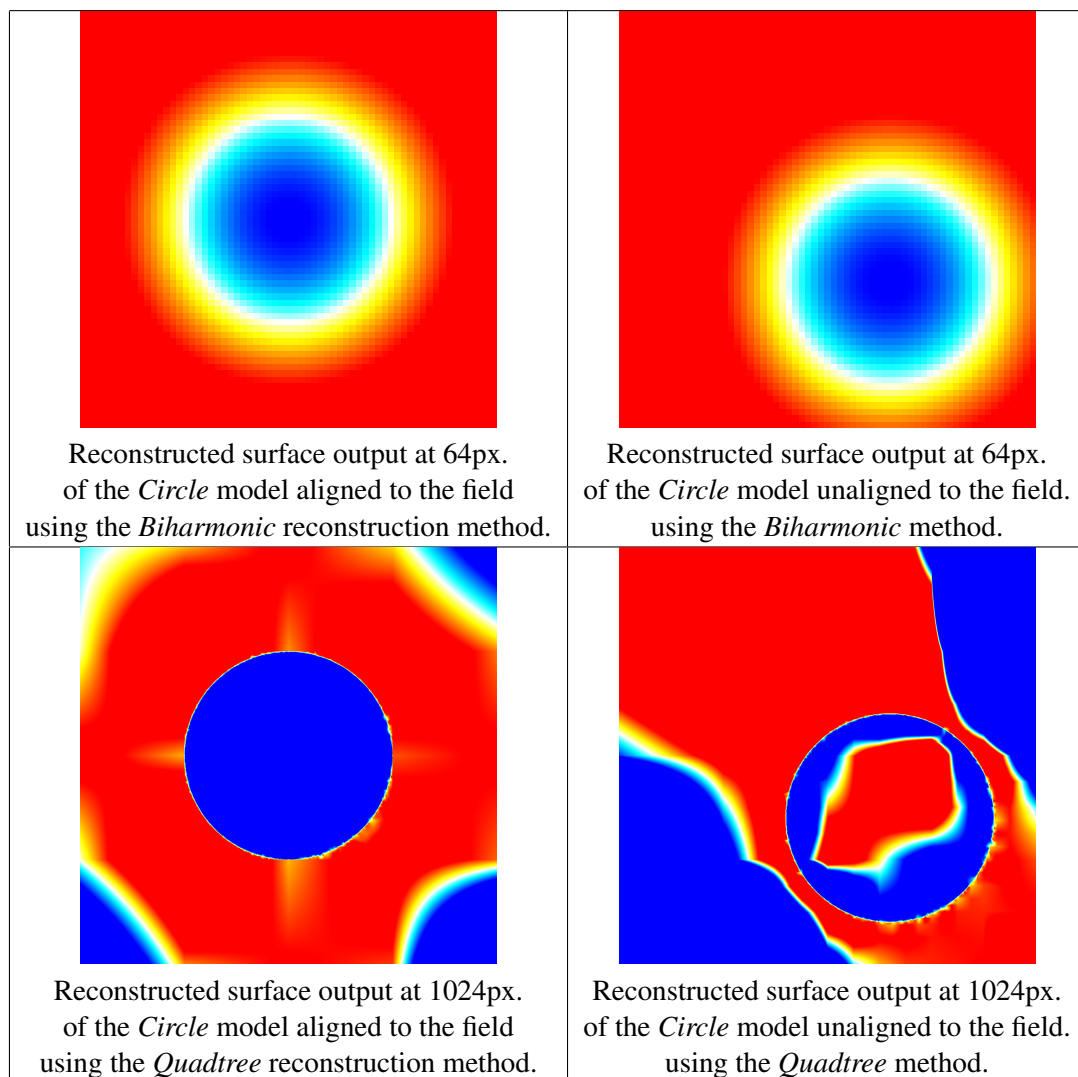 Reconstructed surface output at 64px.
of the Circle model aligned to the field
using the Biharmonic reconstruction method.
Reconstructed surface output at 64px.
of the Circle model unaligned to the field.
using the Biharmonic method.
Reconstructed surface output at 1024px.
of the Circle model aligned to the field
using the Quadtree reconstruction method.
Reconstructed surface output at 1024px.
of the Circle model unaligned to the field.
using the Quadtree method.